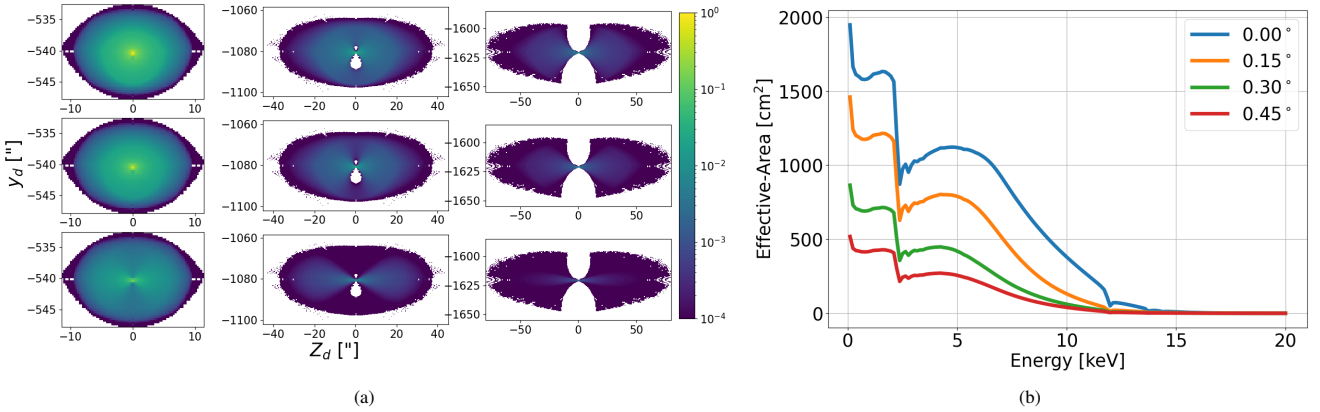 −535
−540
−545
−10 0 10
−1060
−1080
−1100
−40 −20 0 20 40
−1600
−1625
−1650
−50 0 50
−535
−540
−545
−10 0 10
−1060
−1080
−1100
−40 −20 0 20 40
−1600
−1625
−1650
−50 0 50
−535
−540
−545
−10 0 10
−1060
−1080
−1100
−40 −20 0 20 40
−1600
−1625
−1650
−50 0 50
y_d ["]
Z_d ["]
10⁰
10⁻¹
10⁻²
10⁻³
10⁻⁴
(a)
2000
1500
1000
500
0
Effective-Area [cm²]
0.00°
0.15°
0.30°
0.45°
0 5 10 15 20
Energy [keV]
(b)